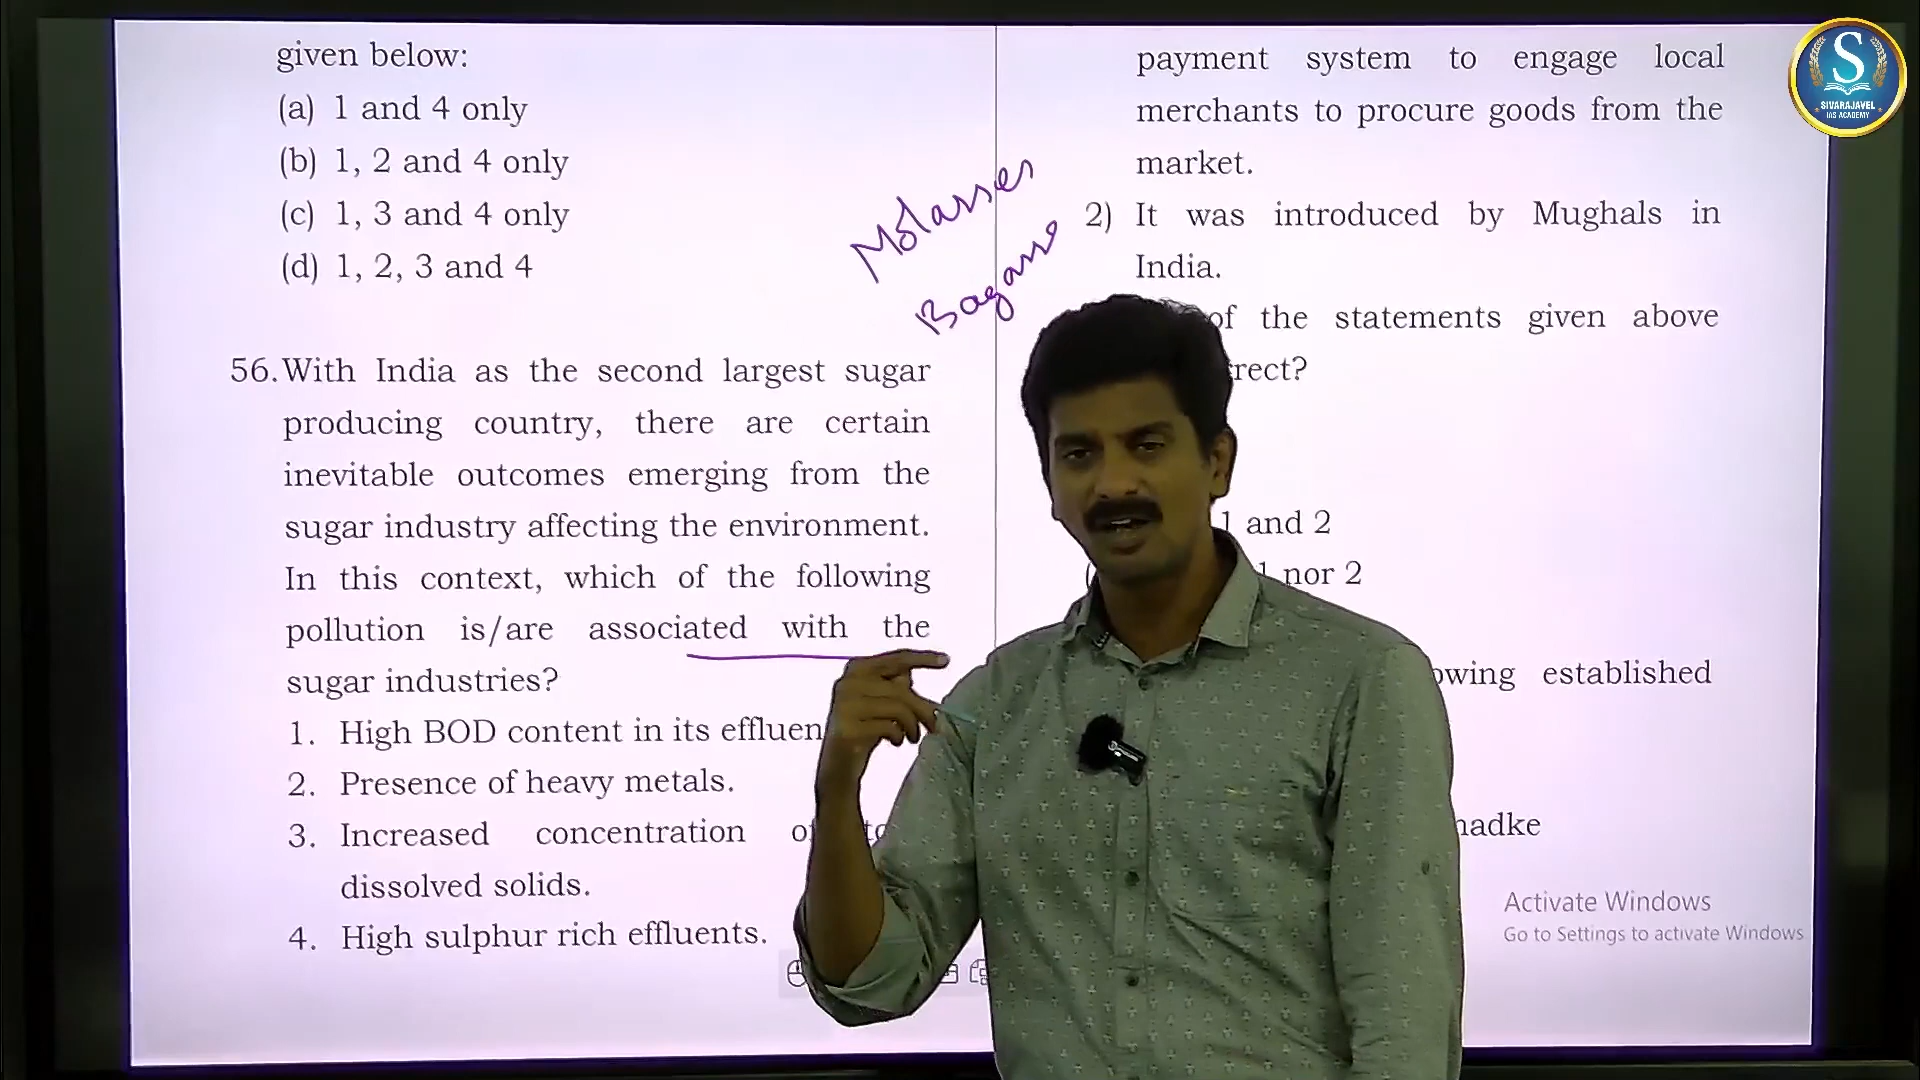 given below:
(a) 1 and 4 only
(b) 1, 2 and 4 only
(c) 1, 3 and 4 only
(d) 1, 2, 3 and 4
56. With India as the second largest sugar
producing country, there are certain
inevitable outcomes emerging from the
sugar industry affecting the environment.
In this context, which of the following
pollution is/are associated with the
sugar industries?
1. High BOD content in its effluen
2. Presence of heavy metals.
3. Increased concentration
dissolved solids.
4. High sulphur rich effluents.
Molasses
Bagasse
payment system to engage local
merchants to procure goods from the
market.
2) It was introduced by Mughals in
India.
of the statements given above
rect?
1 and 2
1 nor 2
owing established
hadke
Activate Windows
Go to Settings to activate Windows
S
SIVARAJAVEL
IAS ACADEMY